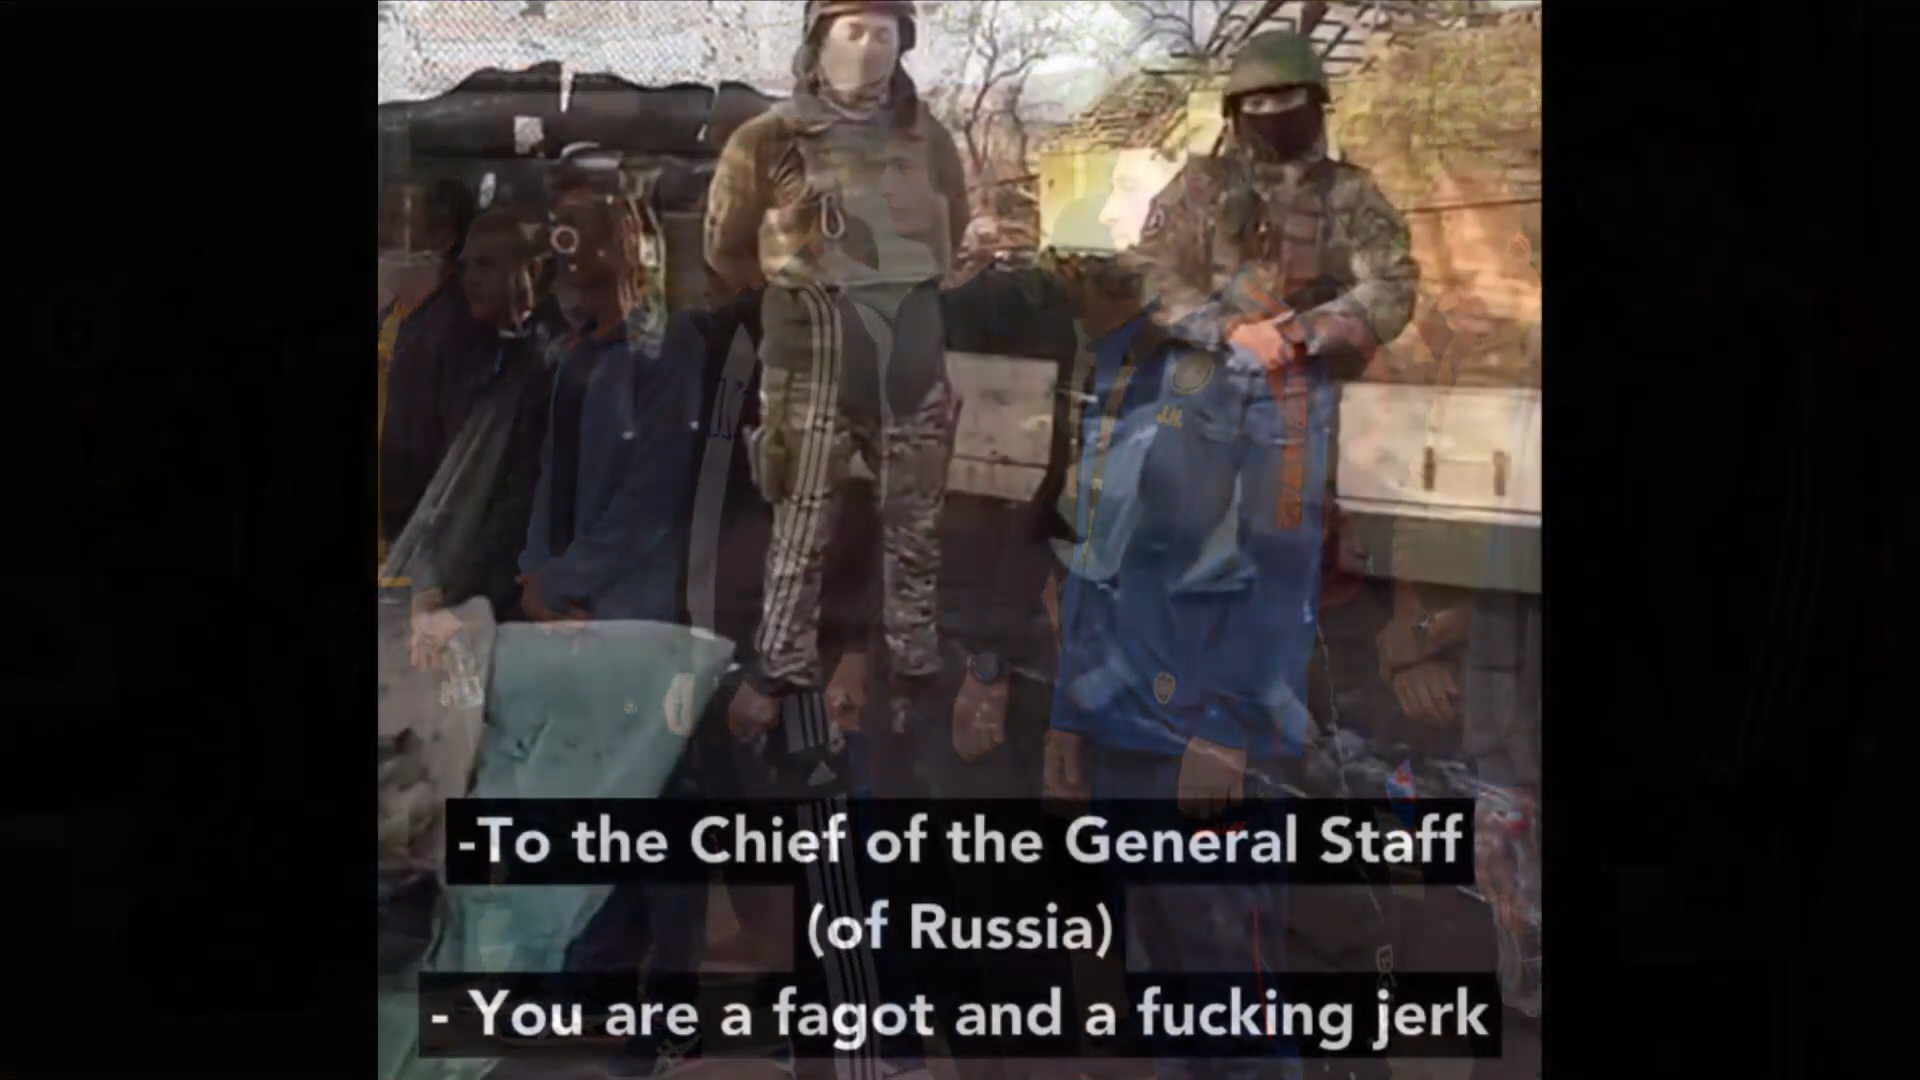 -To the Chief of the General Staff
(of Russia)
- You are a fagot and a fucking jerk
J.N.